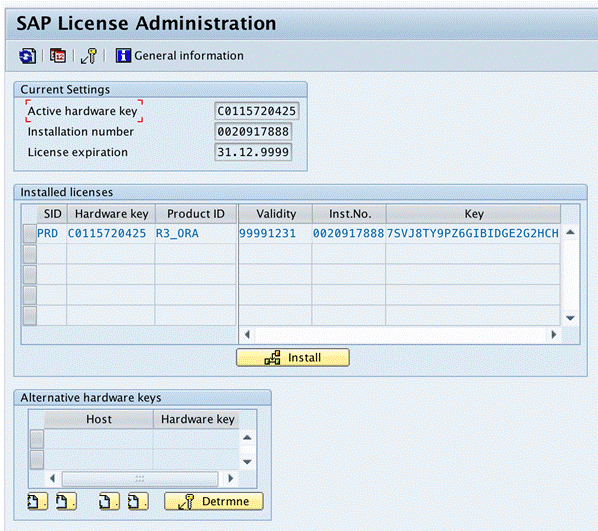 SAP License Administration
General information
Current Settings
Active hardware key C0115720425
Installation number 0020917888
License expiration 31.12.9999
Installed licenses
SID Hardware key Product ID Validity Inst.No. Key
PRD C0115720425 R3_ORA 99991231 0020917888 7SVJ8TY9PZ6GIBIDGE2G2HCH
Install
Alternative hardware keys
Host Hardware key
Detrmne